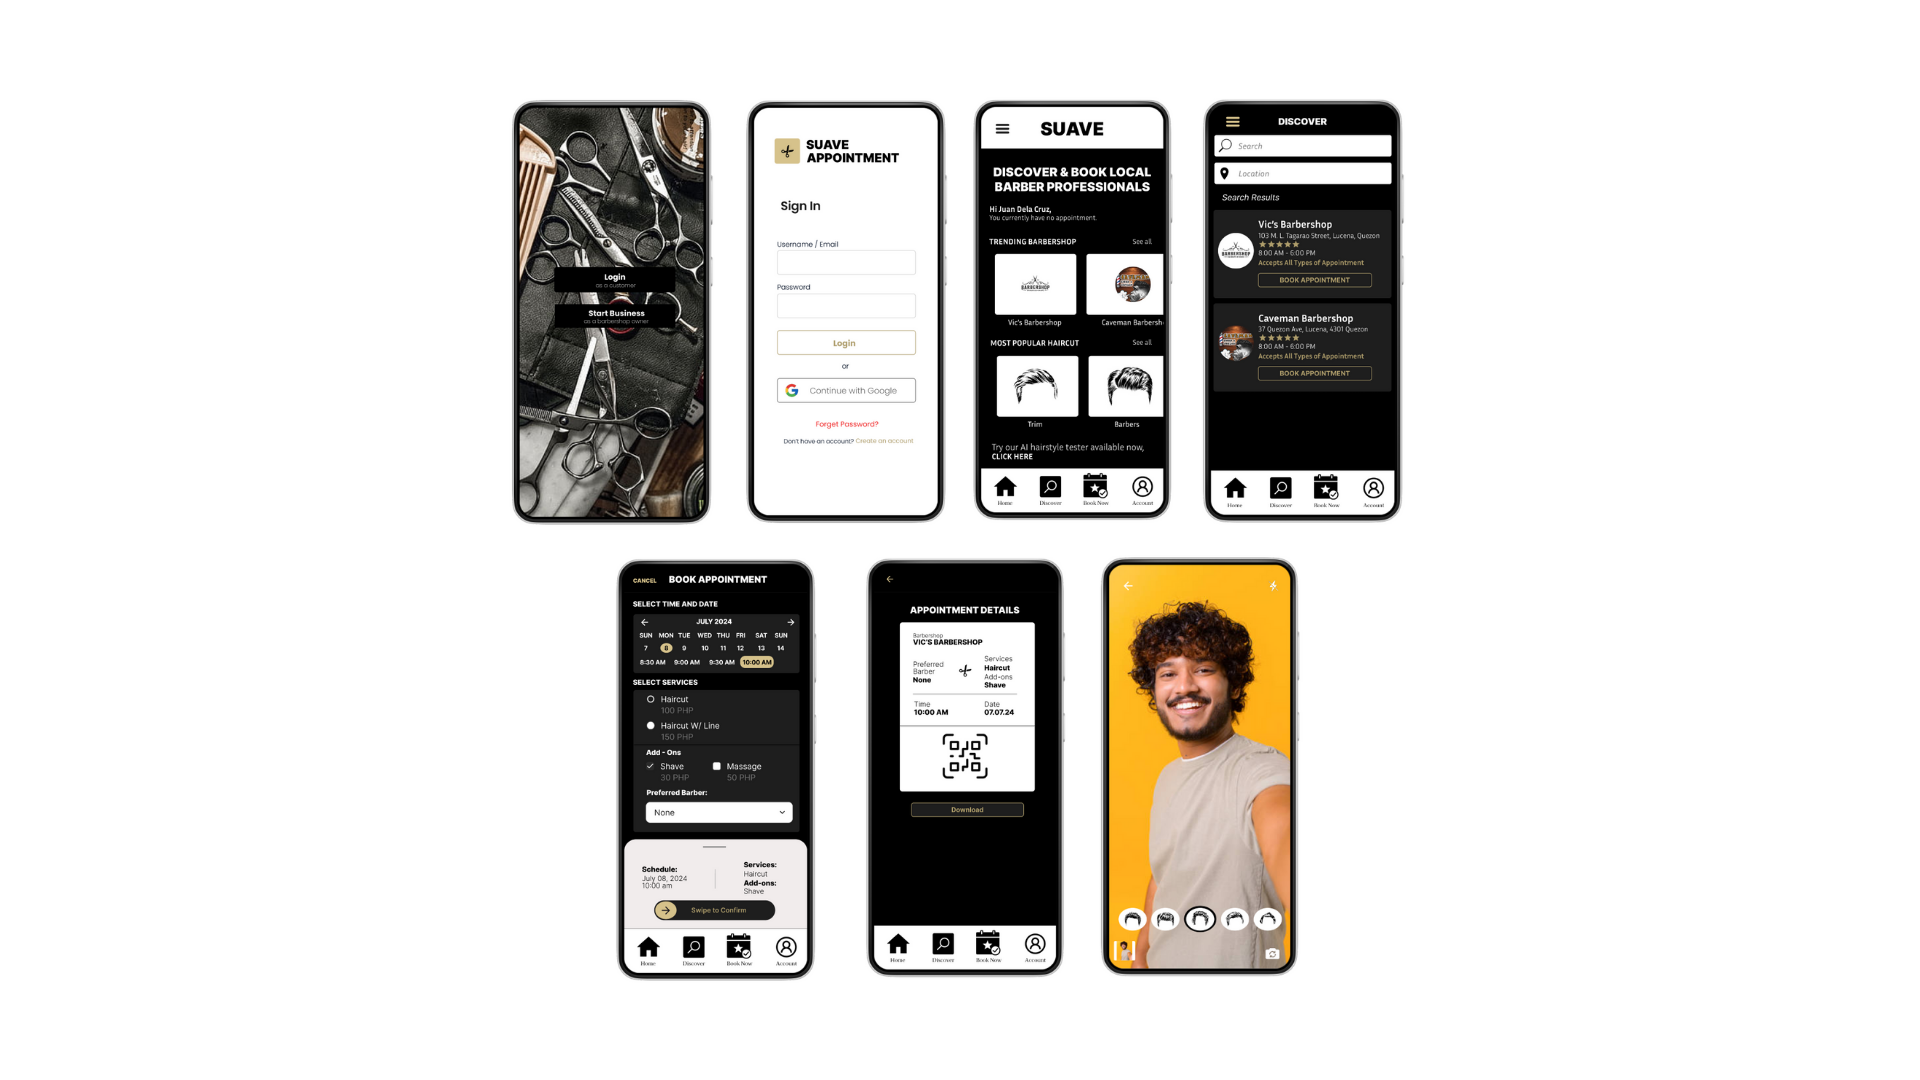 Login
as a customer
Start Business
as a barbershop owner
SUAVE
APPOINTMENT
Sign In
Username / Email
Password
Login
or
Continue with Google
Forget Password?
Don't have an account? Create an account
SUAVE
DISCOVER & BOOK LOCAL
BARBER PROFESSIONALS
Hi Juan Dela Cruz,
You currently have no appointment.
TRENDING BARBERSHOP See all
BARBERSHOP
Vic's Barbershop Caveman Barbersh
MOST POPULAR HAIRCUT See all
Trim Barbers
Try our AI hairstyle tester available now,
CLICK HERE
Home Discover Book Now Account
DISCOVER
Search
Location
Search Results
Vic's Barbershop
103 M. L. Tagarao Street, Lucena, Quezon
8:00 AM - 6:00 PM
Accepts All Types of Appointment
BOOK APPOINTMENT
BARBERSHOP
Caveman Barbershop
37 Quezon Ave, Lucena, 4301 Quezon
8:00 AM - 6:00 PM
Accepts All Types of Appointment
BOOK APPOINTMENT
Home Discover Book Now Account
CANCEL BOOK APPOINTMENT
SELECT TIME AND DATE
JULY 2024
SUN MON TUE WED THU FRI SAT SUN
7 8 9 10 11 12 13 14
8:30 AM 9:00 AM 9:30 AM 10:00 AM
SELECT SERVICES
Haircut
100 PHP
Haircut W/ Line
150 PHP
Add - Ons
Shave Massage
30 PHP 50 PHP
Preferred Barber:
None
Schedule:
July 08, 2024
10:00 am
Services:
Haircut
Add-ons:
Shave
Swipe to Confirm
Home Discover Book Now Account
APPOINTMENT DETAILS
Barbershop
VIC'S BARBERSHOP
Preferred
Barber
None
Services
Haircut
Add-ons
Shave
Time Date
10:00 AM 07.07.24
Download
Home Discover Book Now Account